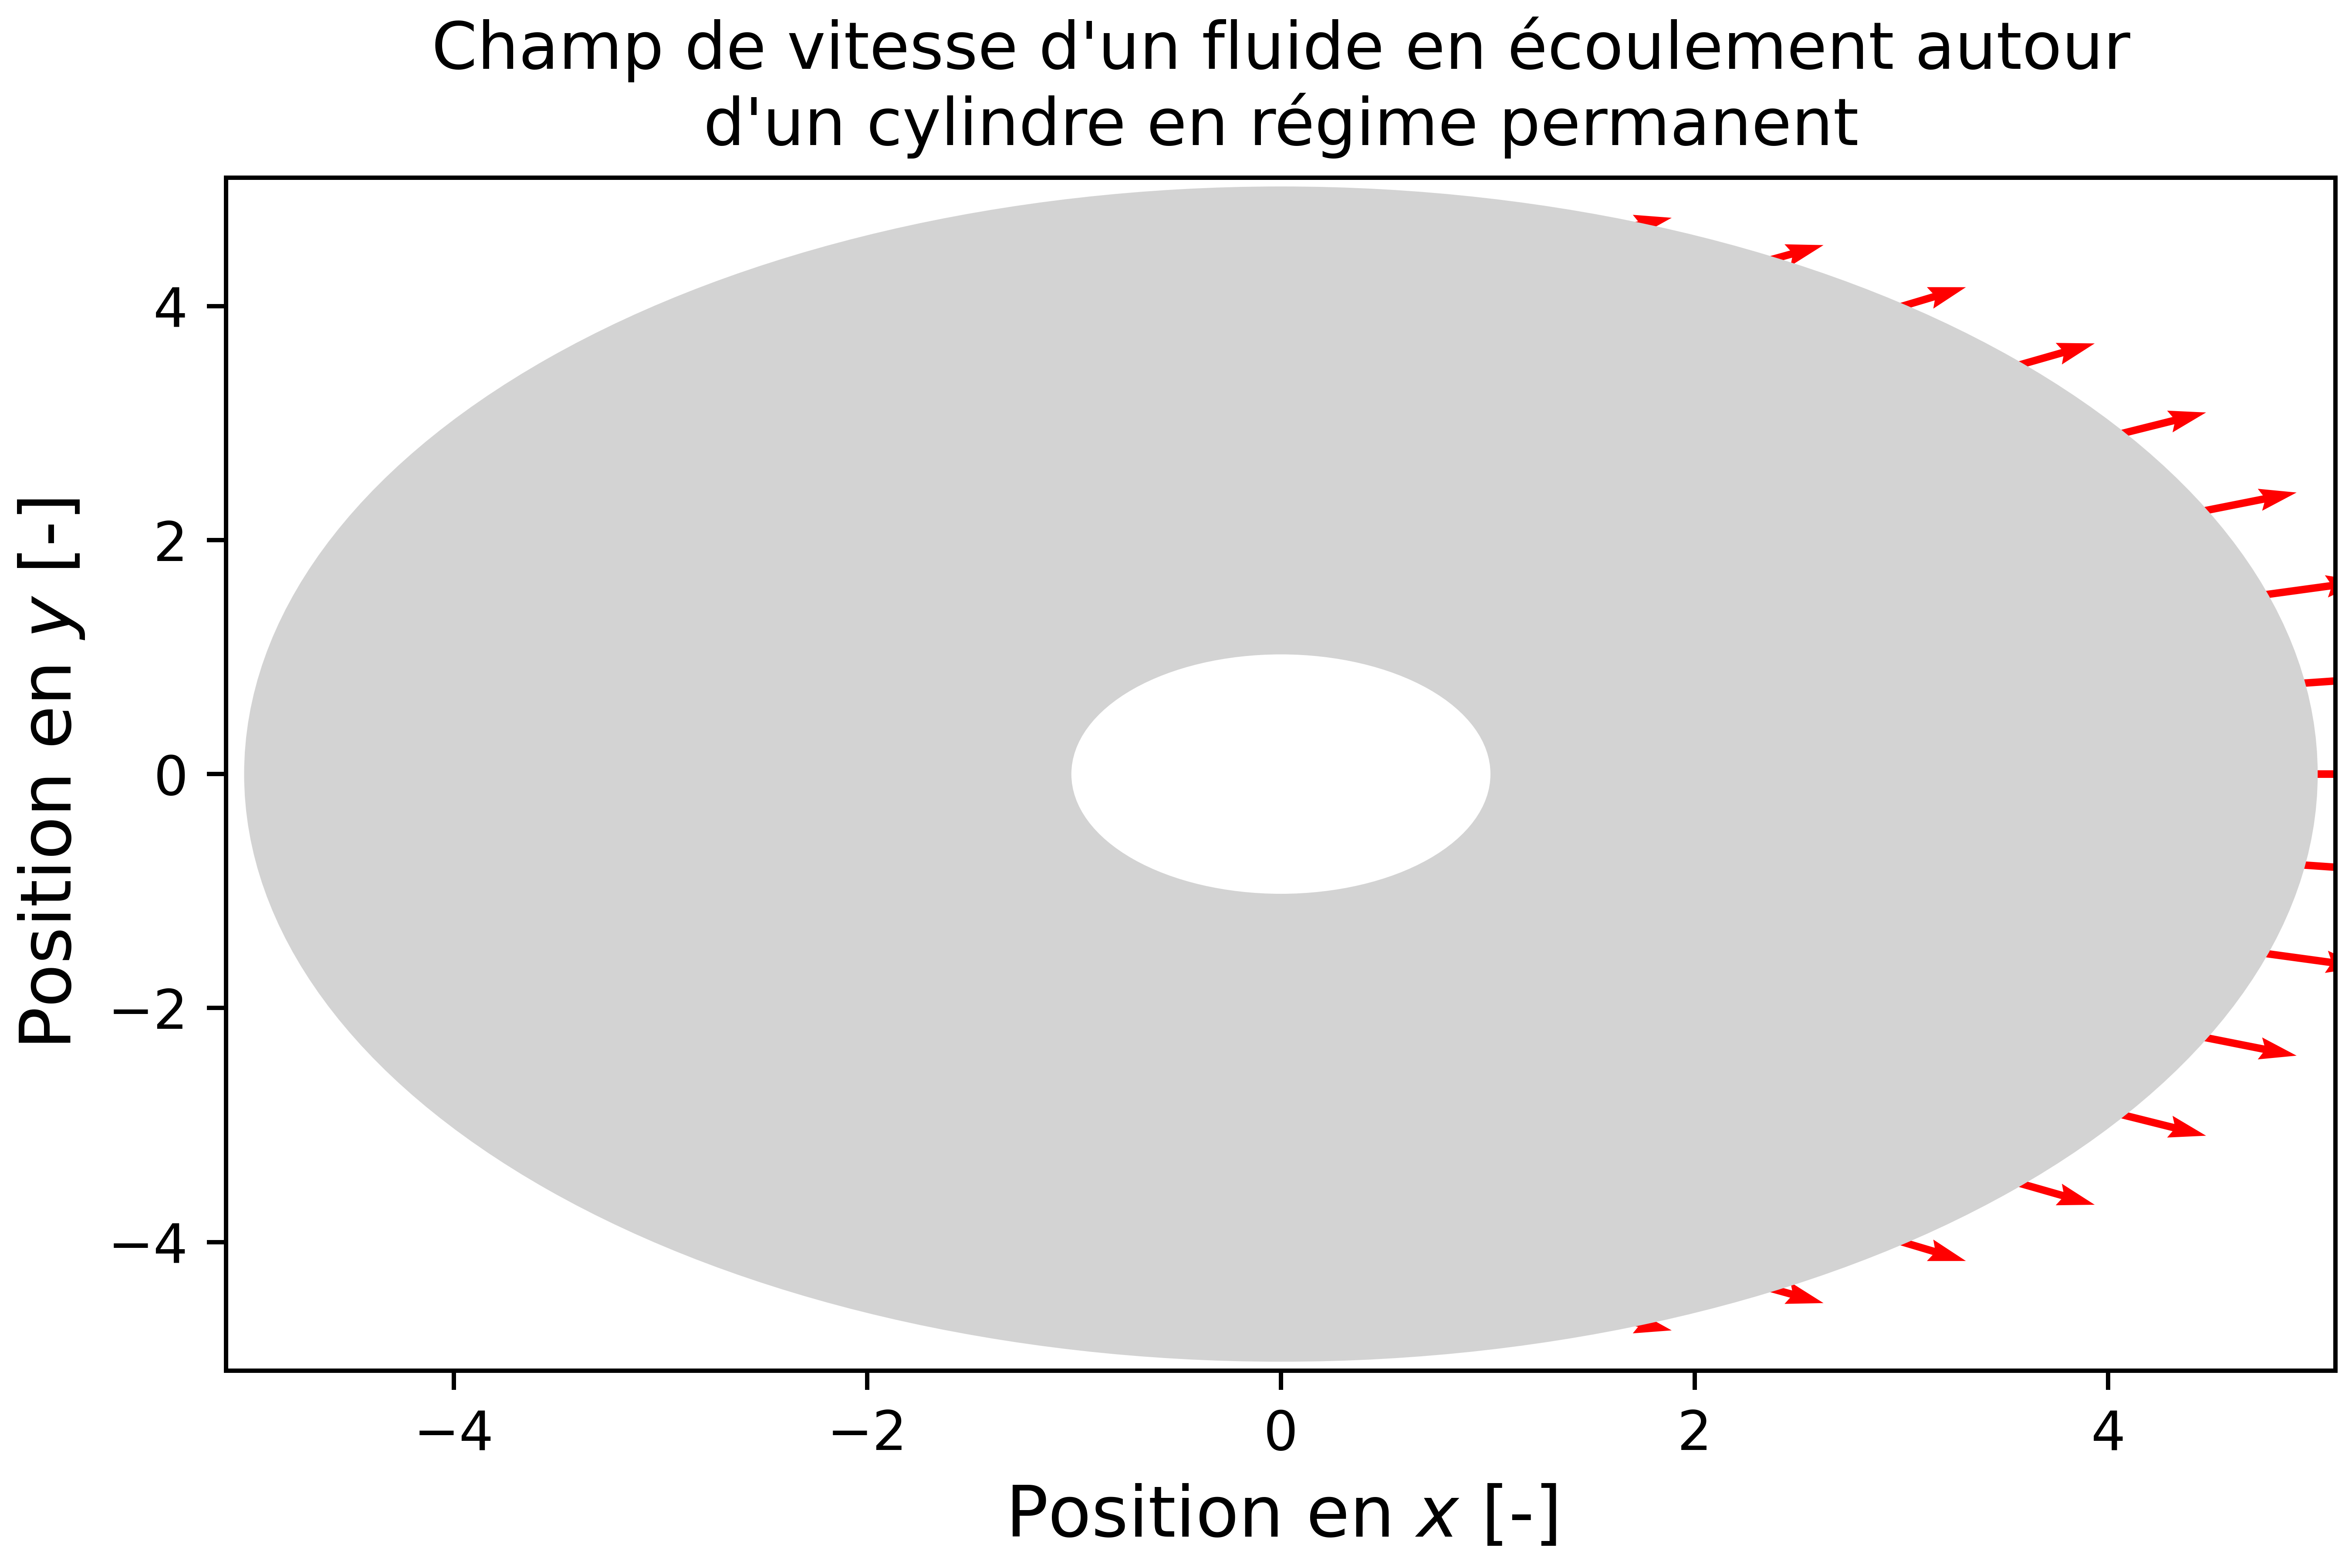 Champ de vitesse d'un fluide en écoulement autour
d'un cylindre en régime permanent
Position en y [-]
4
2
0
−2
−4
−4
−2
0
2
4
Position en x [-]